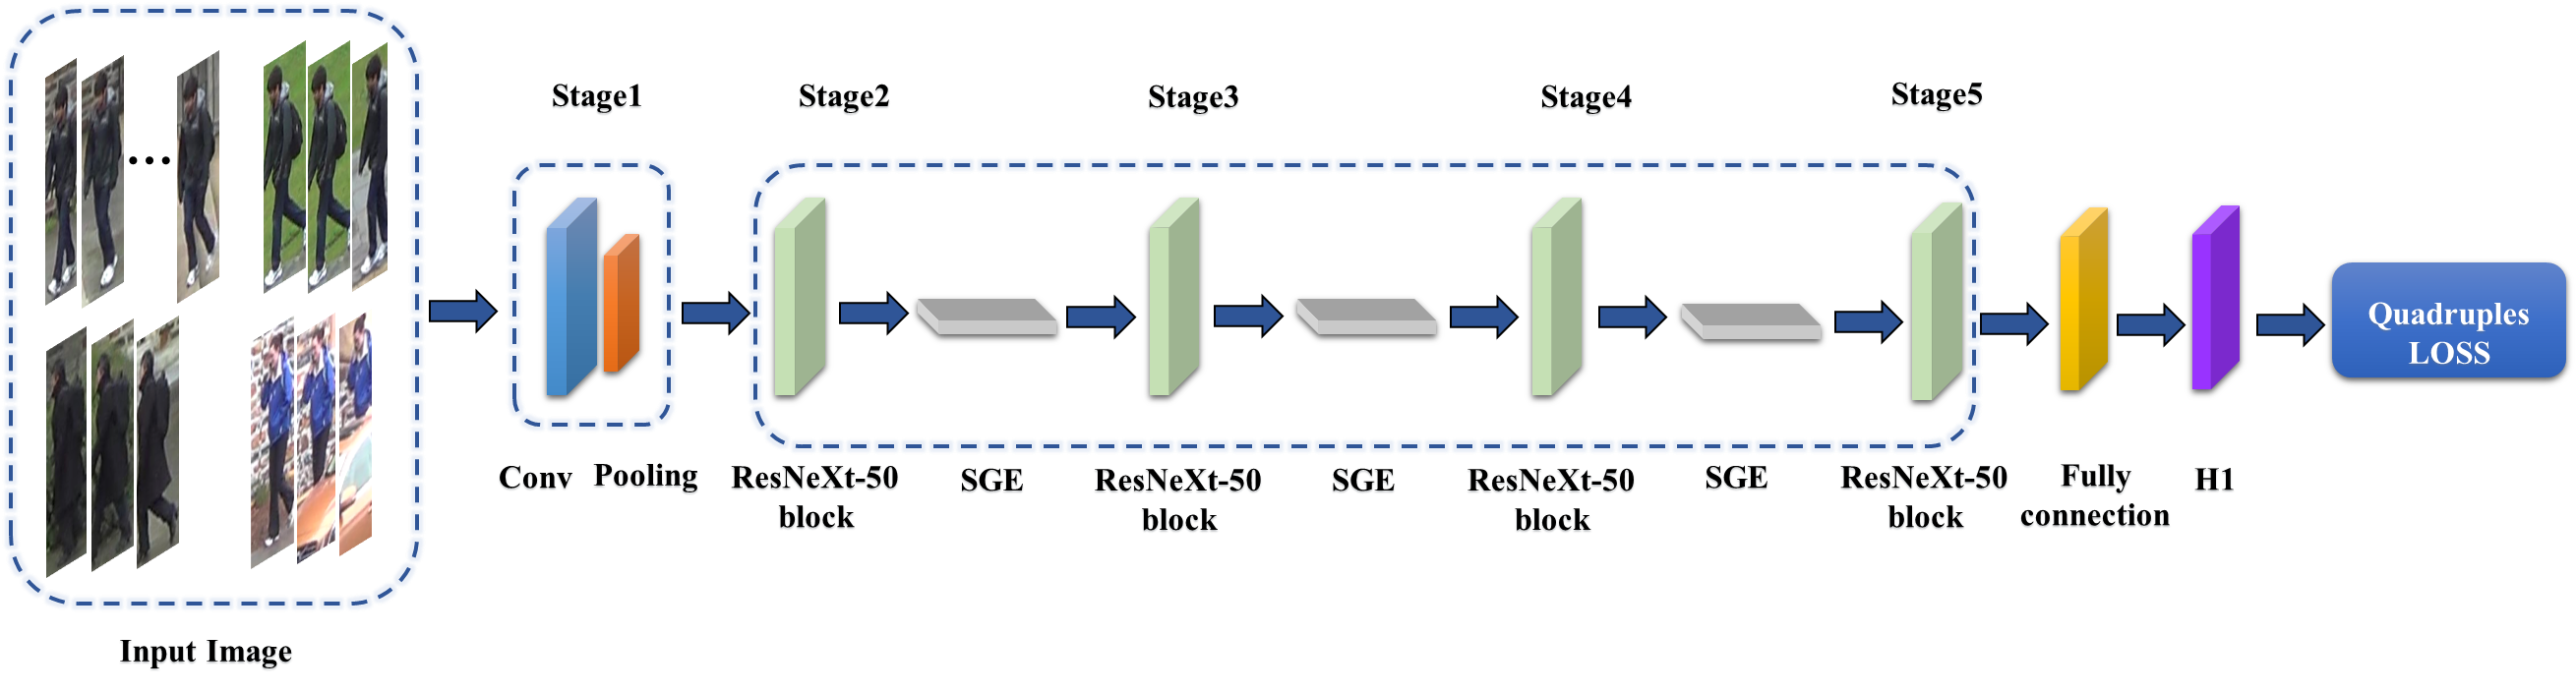 Stage1
Stage2
Stage3
Stage4
Stage5
Quadruples
LOSS
Conv
Pooling
ResNeXt-50
block
SGE
ResNeXt-50
block
SGE
ResNeXt-50
block
SGE
ResNeXt-50
block
Fully
connection
H1
Input Image